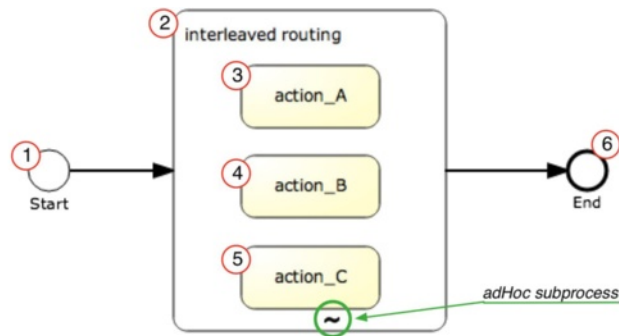 2
interleaved routing
3
action_A
1
Start
4
action_B
6
End
5
action_C
~
adHoc subprocess